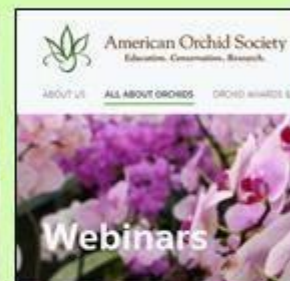 American Orchid Society
Education. Conservation. Research.
ABOUT US ALL ABOUT ORCHIDS ORCHID AWARDS &
Webinars